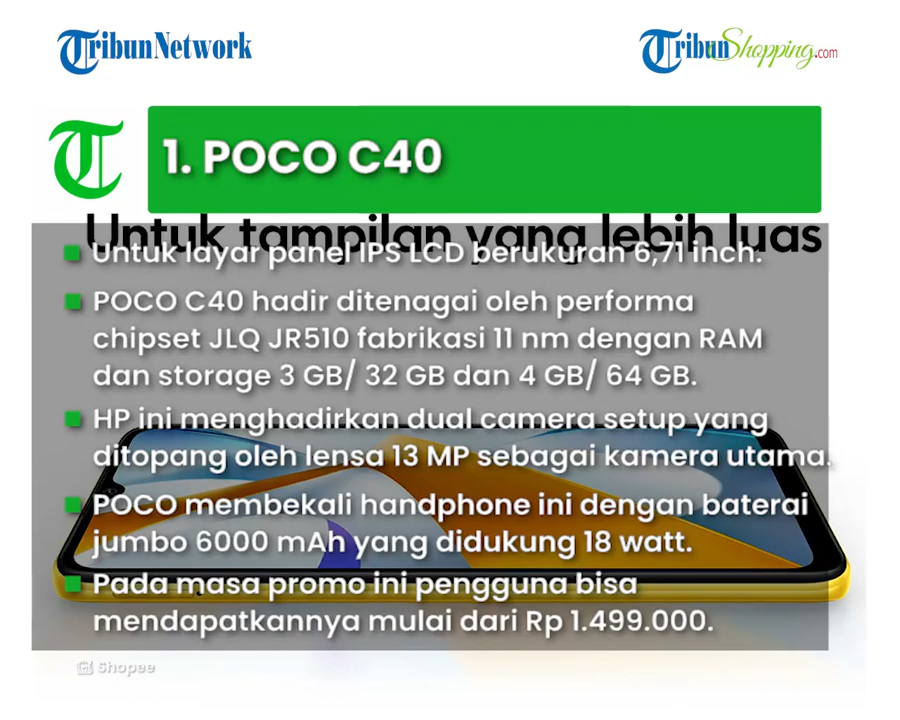 Tribun Network
TribunShopping.com
1. POCO C40
Untuk tampilan yang lebih luas
Untuk layar panel IPS LCD berukuran 6,71 inch.
POCO C40 hadir ditenagai oleh performa
chipset JLQ JR510 fabrikasi 11 nm dengan RAM
dan storage 3 GB/ 32 GB dan 4 GB/ 64 GB.
HP ini menghadirkan dual camera setup yang
ditopang oleh lensa 13 MP sebagai kamera utama.
POCO membekali handphone ini dengan baterai
jumbo 6000 mAh yang didukung 18 watt.
Pada masa promo ini pengguna bisa
mendapatkannya mulai dari Rp 1.499.000.
Shopee